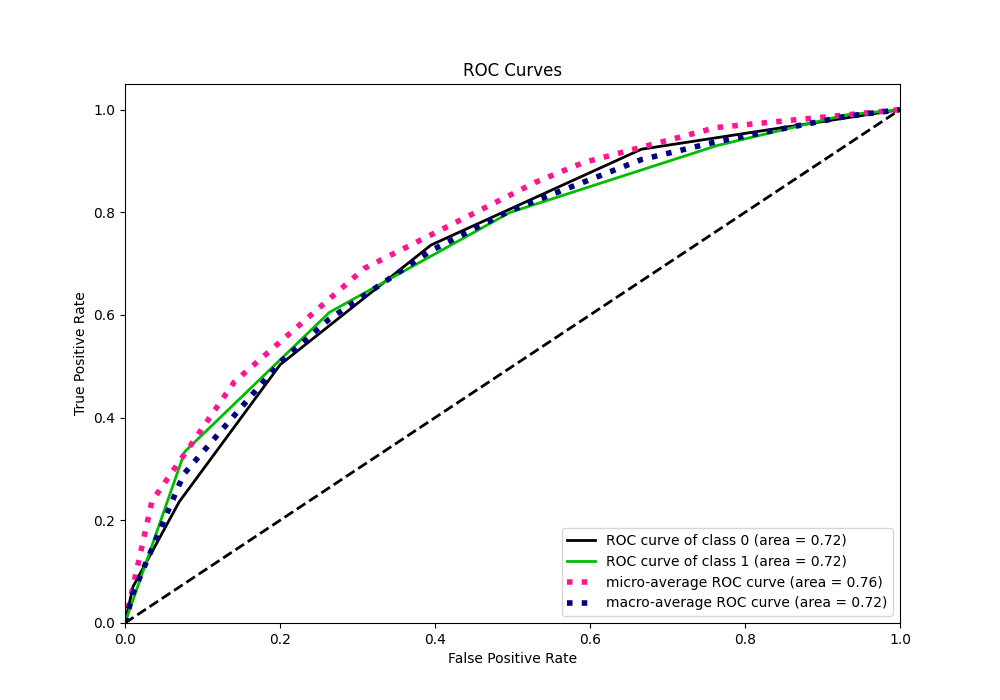 ROC Curves
1.0
0.8
0.6
0.4
0.2
0.0
True Positive Rate
ROC curve of class 0 (area = 0.72)
ROC curve of class 1 (area = 0.72)
micro-average ROC curve (area = 0.76)
macro-average ROC curve (area = 0.72)
0.0 0.2 0.4 0.6 0.8 1.0
False Positive Rate